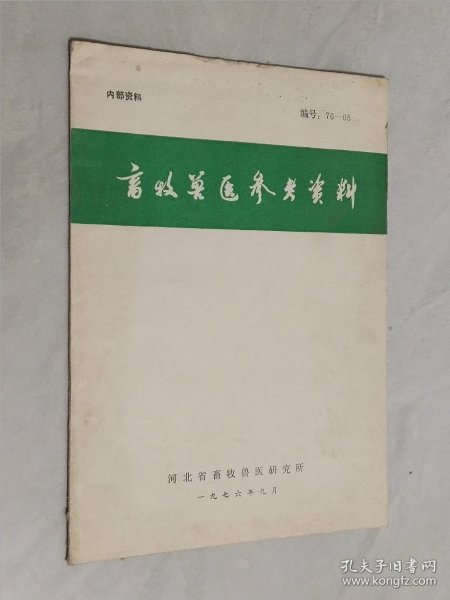 内部资料
编号：76—05
畜牧兽医参考资料
河北省畜牧兽医研究所
一九七六年九月
孔夫子旧书网
www.kongfz.com